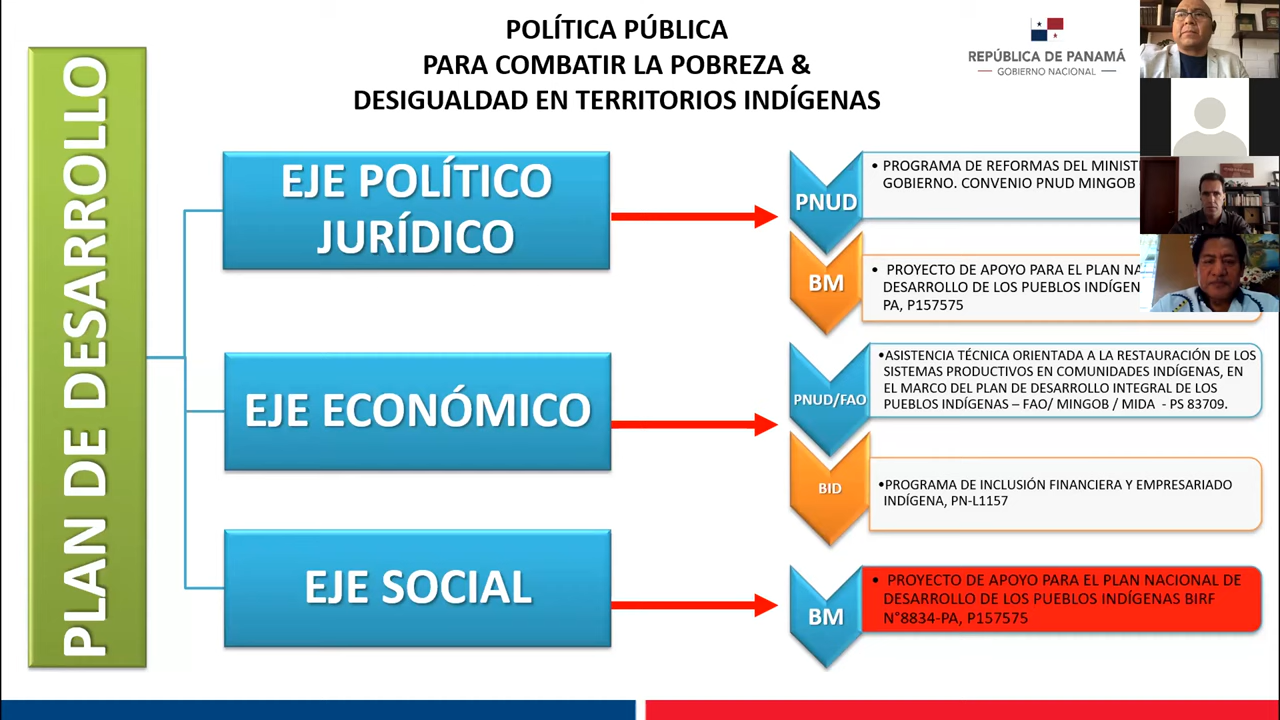 POLÍTICA PÚBLICA
PARA COMBATIR LA POBREZA &
DESIGUALDAD EN TERRITORIOS INDÍGENAS
REPÚBLICA DE PANAMÁ
GOBIERNO NACIONAL
PLAN DE DESARROLLO
EJE POLÍTICO
JURÍDICO
PNUD
• PROGRAMA DE REFORMAS DEL
GOBIERNO. CONVENIO PNUD MINGOB
BM
• PROYECTO DE APOYO PARA EL PLAN
DESARROLLO DE LOS PUEBLOS
PA, P157575
EJE ECONÓMICO
PNUD/FAO
•ASISTENCIA TÉCNICA ORIENTADA A LA RESTAURACIÓN DE LOS
SISTEMAS PRODUCTIVOS EN COMUNIDADES INDÍGENAS, EN
EL MARCO DEL PLAN DE DESARROLLO INTEGRAL DE LOS
PUEBLOS INDÍGENAS – FAO/ MINGOB / MIDA - PS 83709.
BID
•PROGRAMA DE INCLUSIÓN FINANCIERA Y EMPRESARIADO
INDÍGENA, PN-L1157
EJE SOCIAL
BM
• PROYECTO DE APOYO PARA EL PLAN NACIONAL DE
DESARROLLO DE LOS PUEBLOS INDÍGENAS BIRF
N°8834-PA, P157575